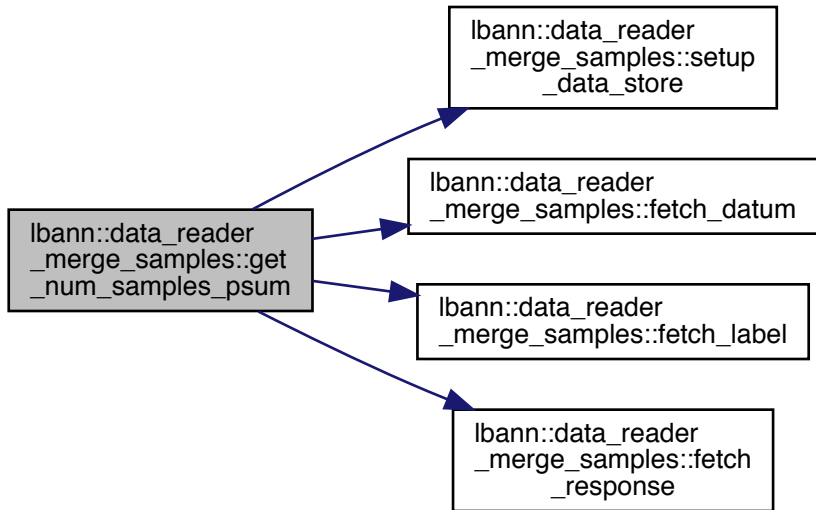 lbann::data_reader
_merge_samples::setup
_data_store
lbann::data_reader
_merge_samples::fetch_datum
lbann::data_reader
_merge_samples::get
_num_samples_psum
lbann::data_reader
_merge_samples::fetch_label
lbann::data_reader
_merge_samples::fetch
_response